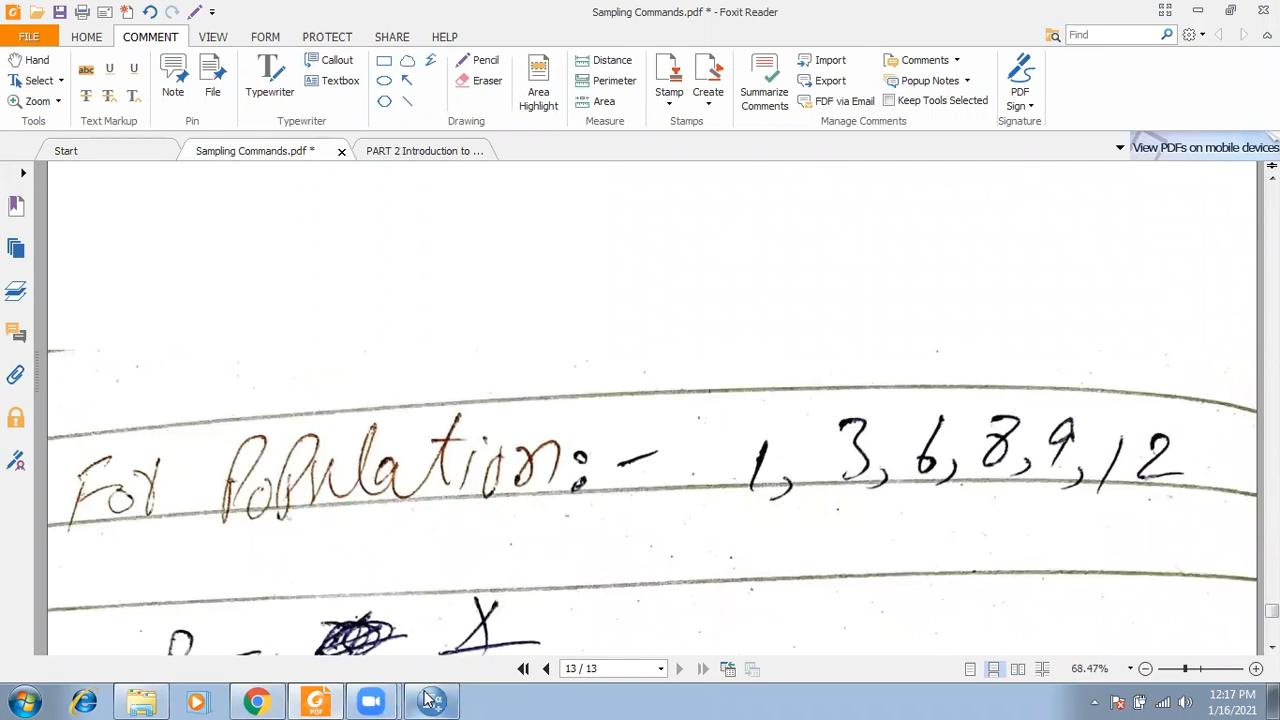 Sampling Commands.pdf * - Foxit Reader
FILE HOME COMMENT VIEW FORM PROTECT SHARE HELP
Find
Hand
Select
Zoom
Tools
Text Markup
Note
File
Pin
Typewriter
Callout
Textbox
Typewriter
Pencil
Eraser
Area Highlight
Drawing
Distance
Perimeter
Area
Measure
Stamp
Create
Stamps
Summarize Comments
Import
Export
FDF via Email
Comments
Popup Notes
Keep Tools Selected
Manage Comments
PDF Sign
Signature
Start
Sampling Commands.pdf *
PART 2 Introduction to ...
View PDFs on mobile devices
For Population:- 1, 3, 6, 8, 9, 12
X
13 / 13
68.47%
12:17 PM
1/16/2021